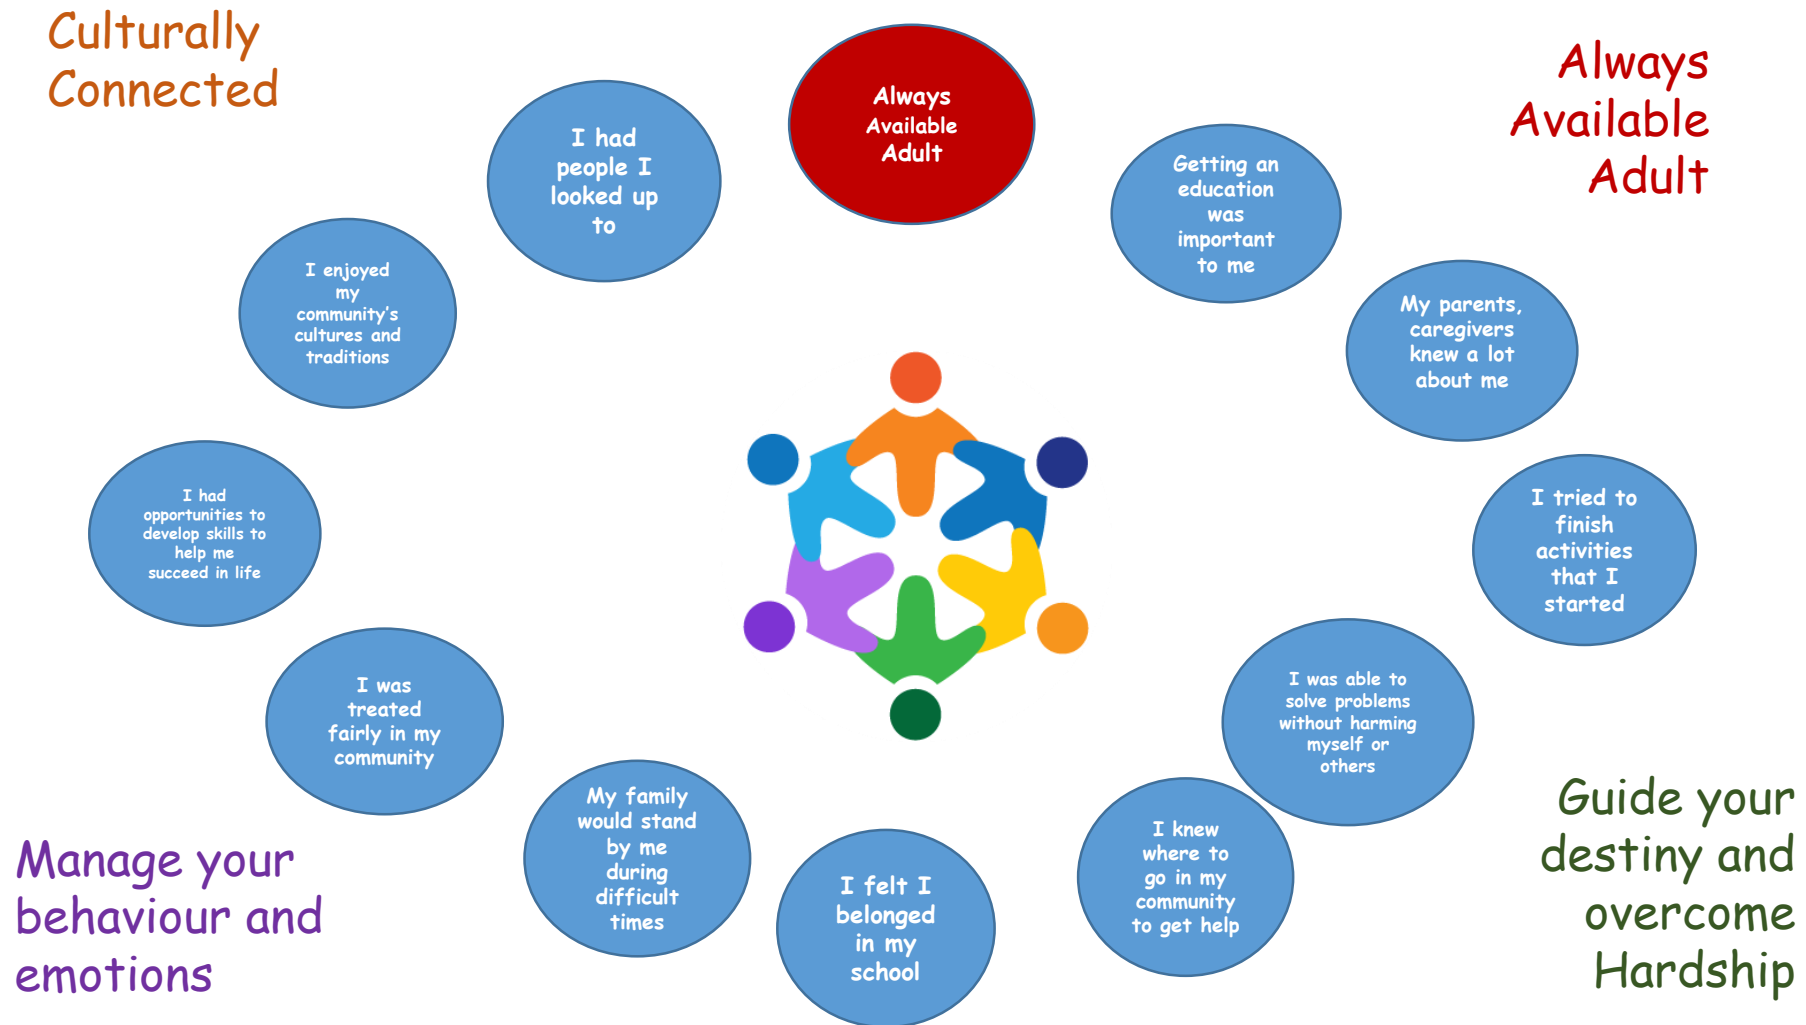 Culturally
Connected
Always
Available
Adult
Always
Available
Adult
I had
people I
looked up
to
Getting an
education
was
important
to me
I enjoyed
my
community's
cultures and
traditions
My parents,
caregivers
knew a lot
about me
I had
opportunities to
develop skills to
help me
succeed in life
I tried to
finish
activities
that I
started
I was
treated
fairly in my
community
I was able to
solve problems
without harming
myself or
others
My family
would stand
by me
during
difficult
times
I felt I
belonged
in my
school
I knew
where to
go in my
community
to get help
Manage your
behaviour and
emotions
Guide your
destiny and
overcome
Hardship